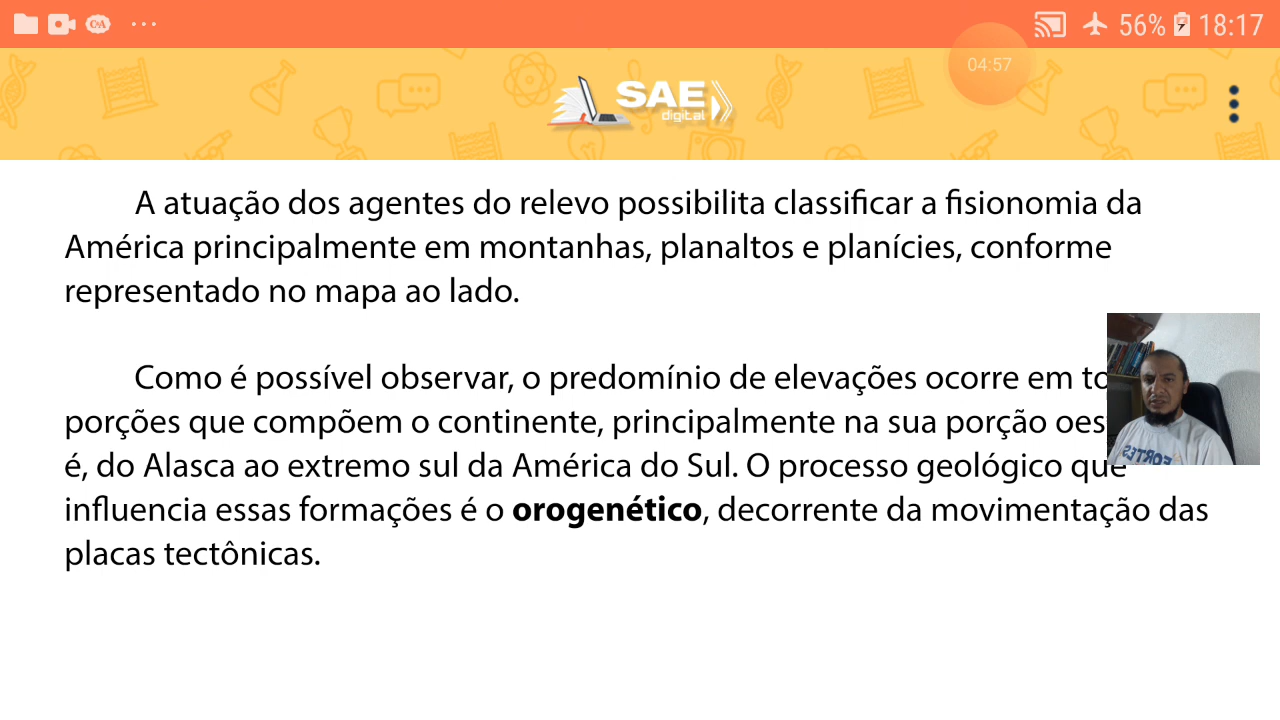 56% 18:17
04:57
SAE
digital
A atuação dos agentes do relevo possibilita classificar a fisionomia da
América principalmente em montanhas, planaltos e planícies, conforme
representado no mapa ao lado.
Como é possível observar, o predomínio de elevações ocorre em
porções que compõem o continente, principalmente na sua porção
é, do Alasca ao extremo sul da América do Sul. O processo geológico que
influencia essas formações é o orogenético, decorrente da movimentação das
placas tectônicas.